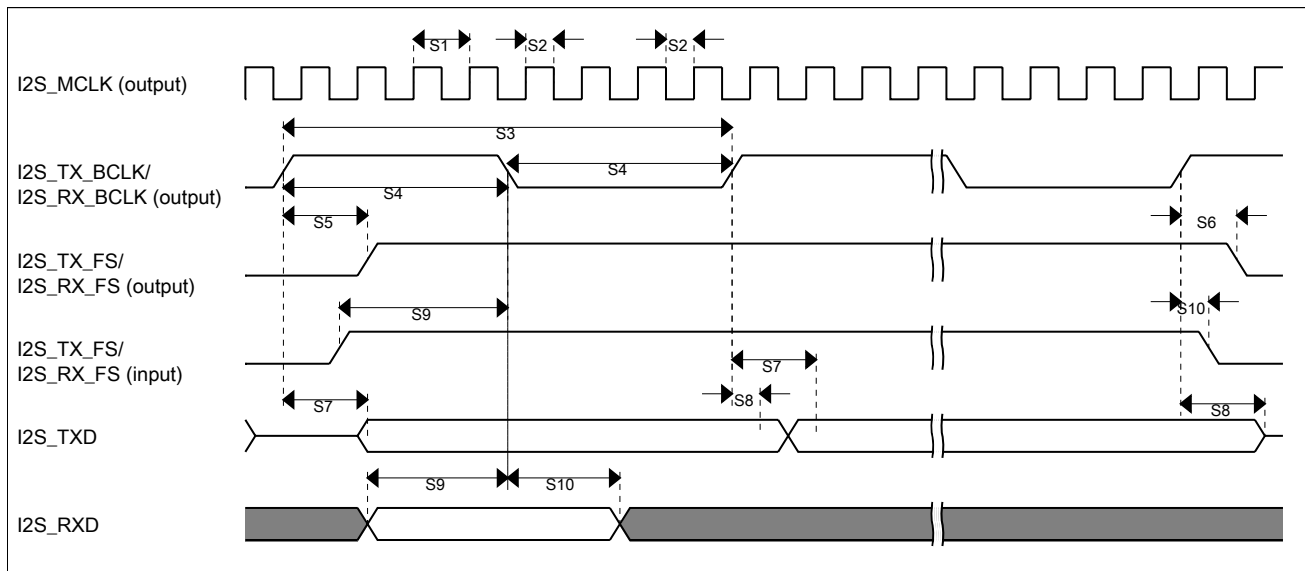 S1
S2
S2
I2S_MCLK (output)
S3
I2S_TX_BCLK/
I2S_RX_BCLK (output)
S4
S4
S5
S6
I2S_TX_FS/
I2S_RX_FS (output)
S9
S10
I2S_TX_FS/
I2S_RX_FS (input)
S7
S7
S8
S8
I2S_TXD
S9
S10
I2S_RXD